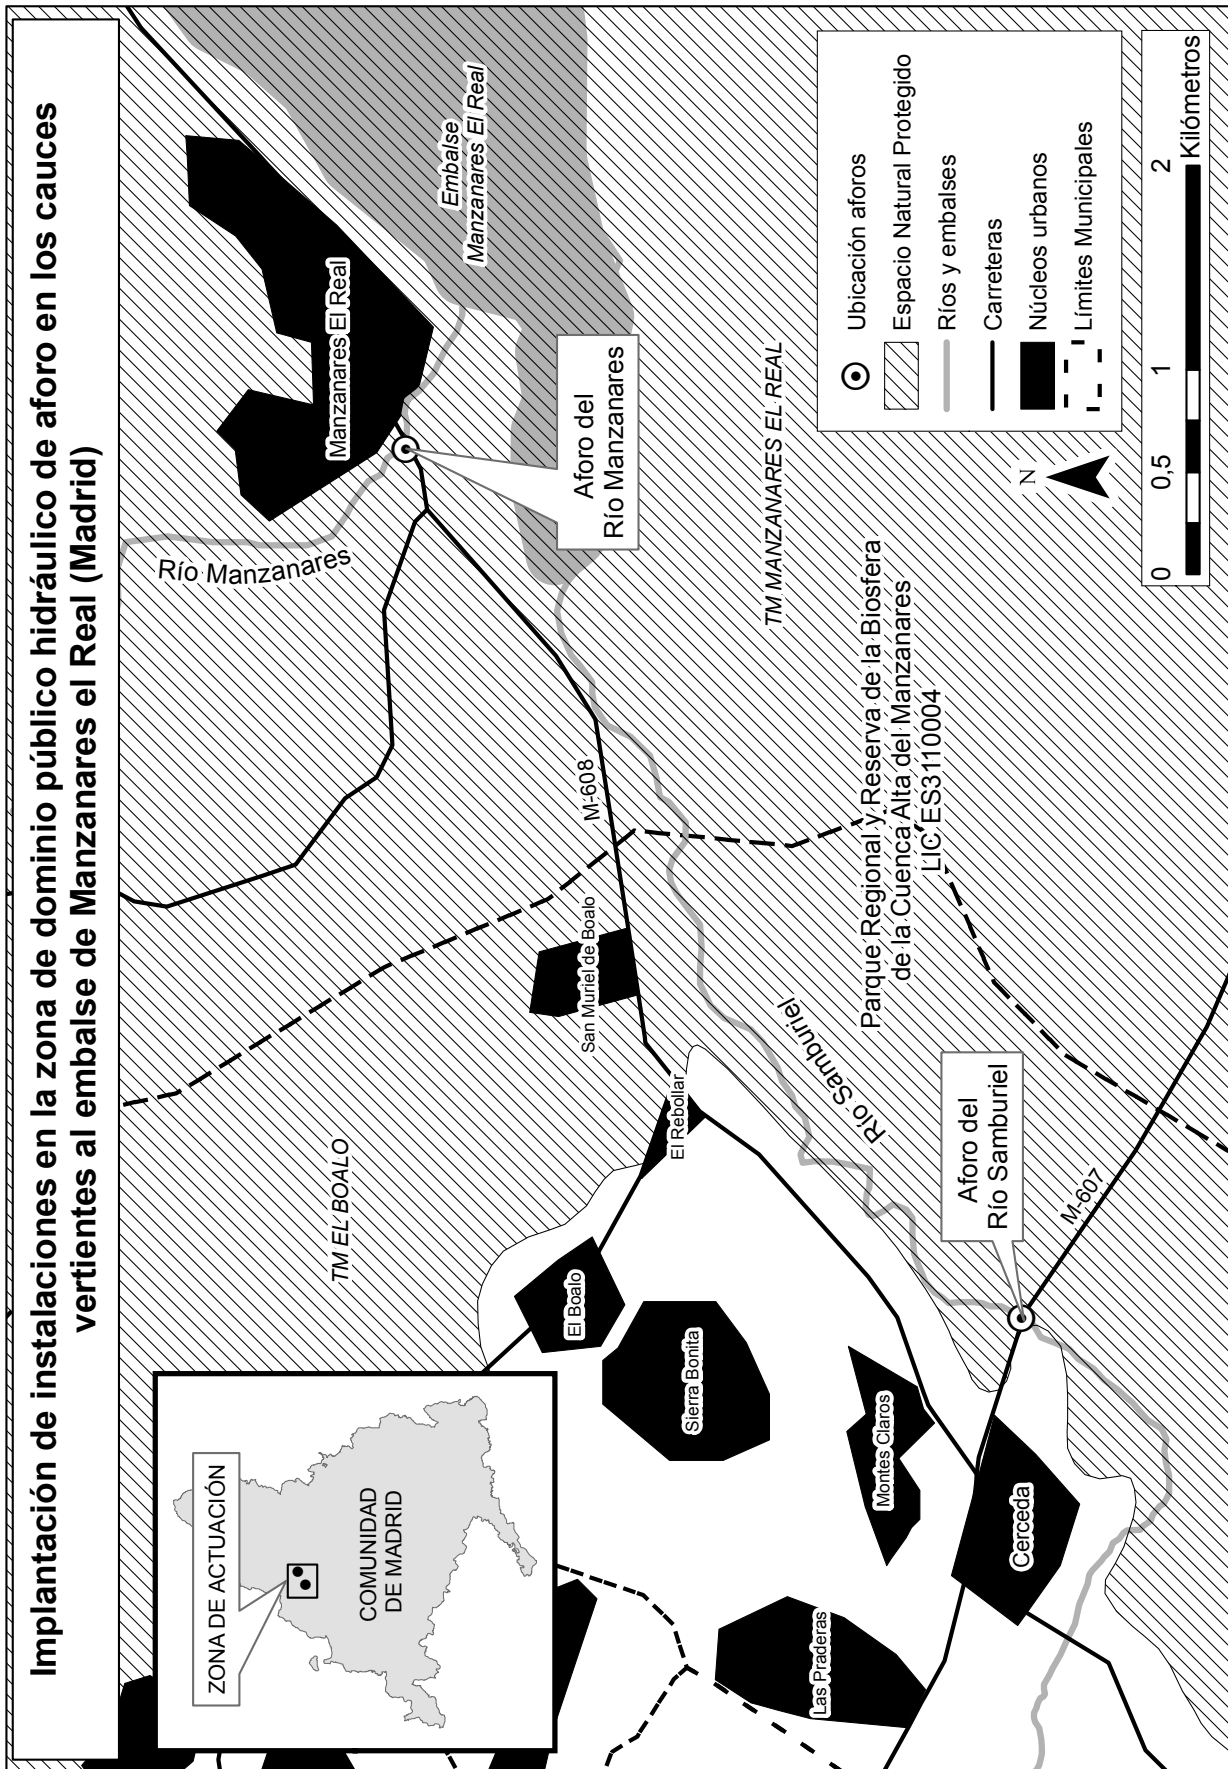 Implantación de instalaciones en la zona de dominio público hidráulico de aforo en los cauces
vertientes al embalse de Manzanares el Real (Madrid)
ZONA DE ACTUACIÓN
COMUNIDAD
DE MADRID
TM EL BOALO
Río Manzanares
Manzanares El Real
Embalse
Manzanares El Real
Aforo del
Río Manzanares
M-608
San Muriel de Boalo
El Rebollar
El Boalo
Sierra Bonita
Montes Claros
Las Praderas
Cerceda
Río Samburiel
Aforo del
Río Samburiel
M-607
TM MANZANARES EL REAL
Parque Regional y Reserva de la Biosfera
de la Cuenca Alta del Manzanares
LIC ES3110004
Ubicación aforos
Espacio Natural Protegido
Ríos y embalses
Carreteras
Núcleos urbanos
Límites Municipales
N
0 0,5 1 2
Kilómetros